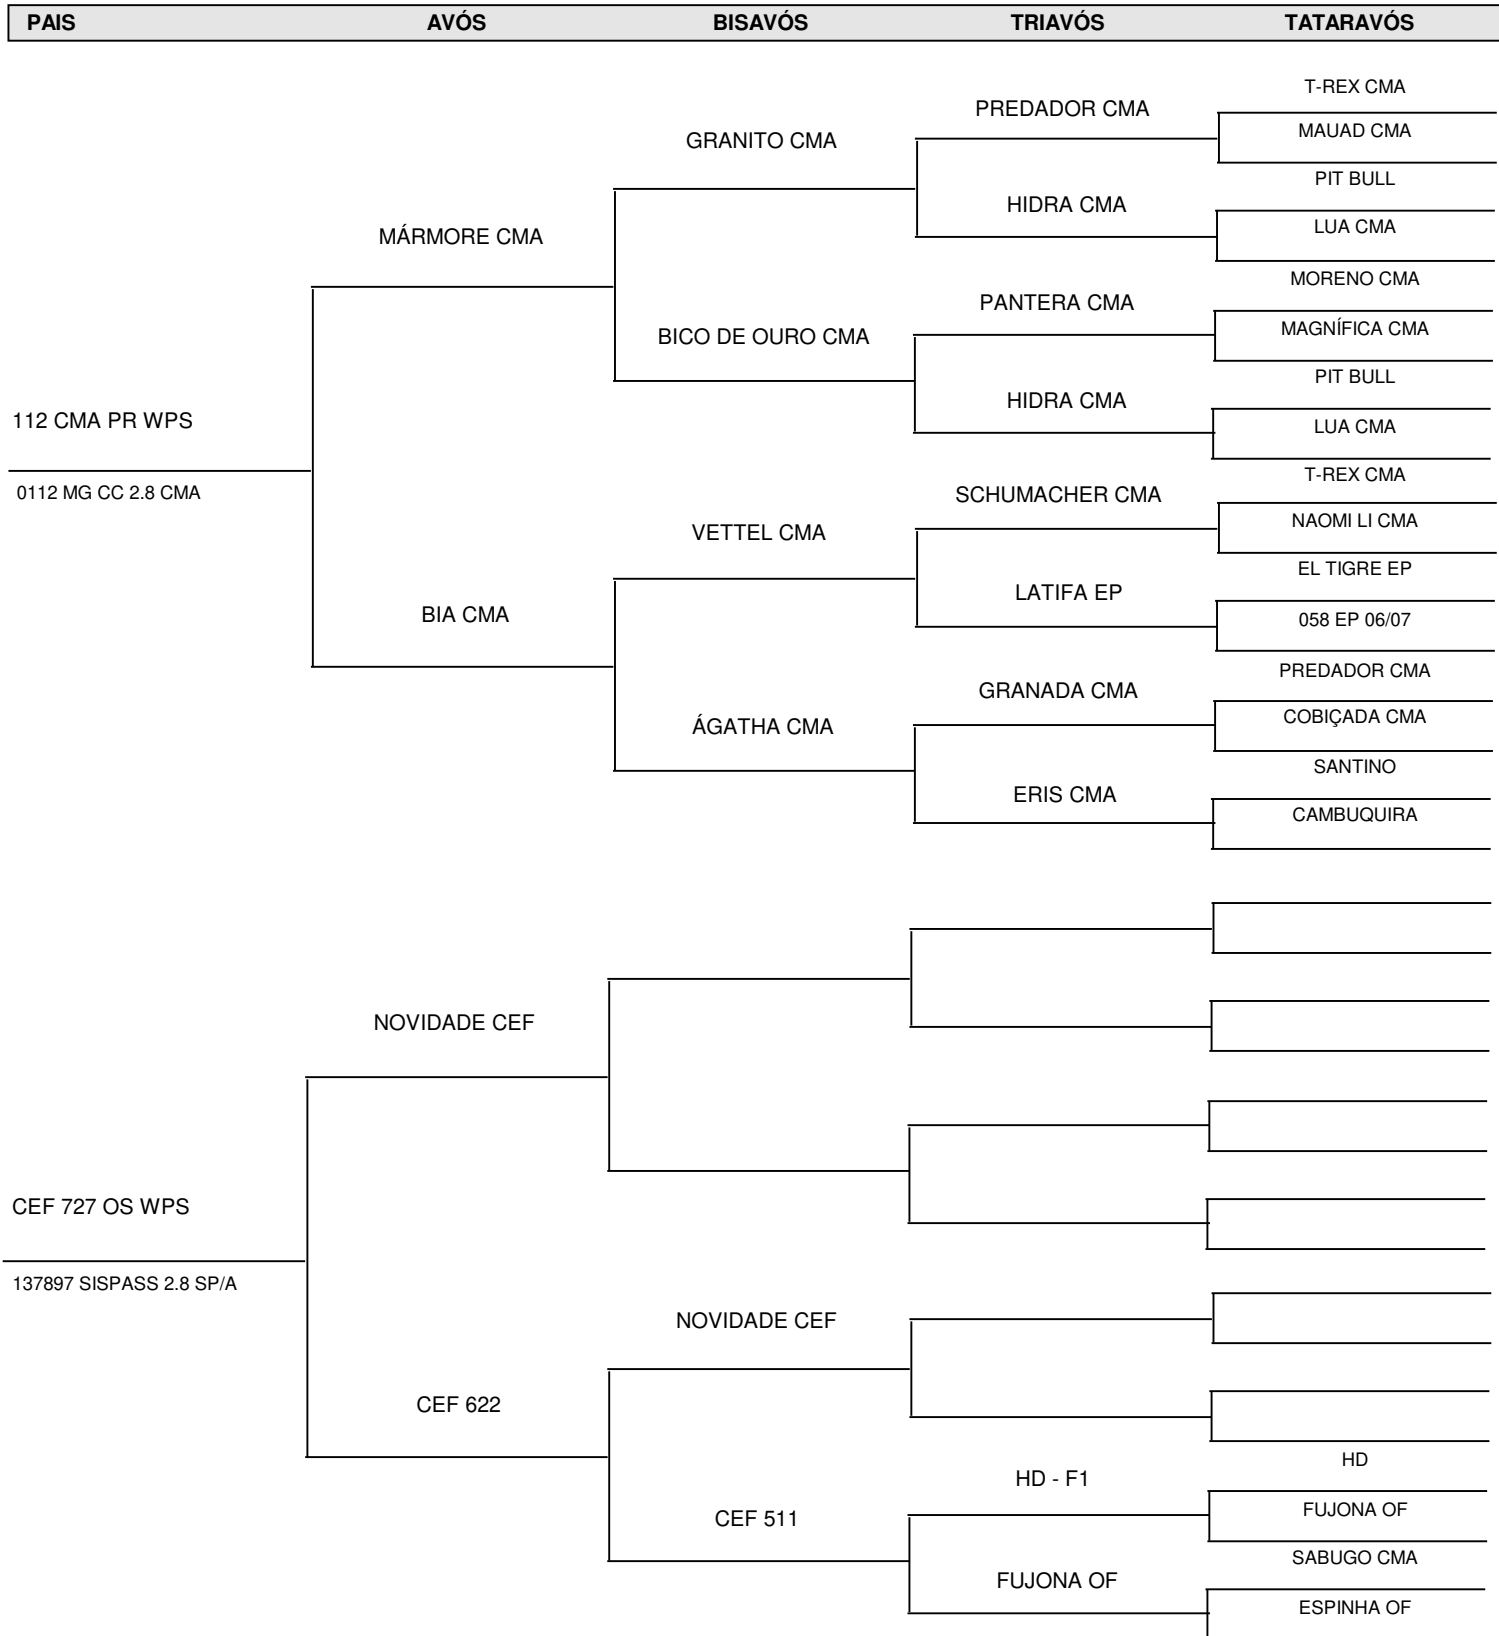 PAIS AVÓS BISAVÓS TRIAVÓS TATARAVÓS
T-REX CMA
PREDADOR CMA
MAUAD CMA
GRANITO CMA
PIT BULL
HIDRA CMA
LUA CMA
MÁRMORE CMA
MORENO CMA
PANTERA CMA
MAGNÍFICA CMA
BICO DE OURO CMA
PIT BULL
HIDRA CMA
LUA CMA
112 CMA PR WPS
0112 MG CC 2.8 CMA
T-REX CMA
SCHUMACHER CMA
NAOMI LI CMA
VETTEL CMA
EL TIGRE EP
LATIFA EP
058 EP 06/07
BIA CMA
PREDADOR CMA
GRANADA CMA
COBIÇADA CMA
ÁGATHA CMA
SANTINO
ERIS CMA
CAMBUQUIRA
NOVIDADE CEF
CEF 727 OS WPS
137897 SISPASS 2.8 SP/A
NOVIDADE CEF
CEF 622
HD
HD - F1
FUJONA OF
CEF 511
SABUGO CMA
FUJONA OF
ESPINHA OF